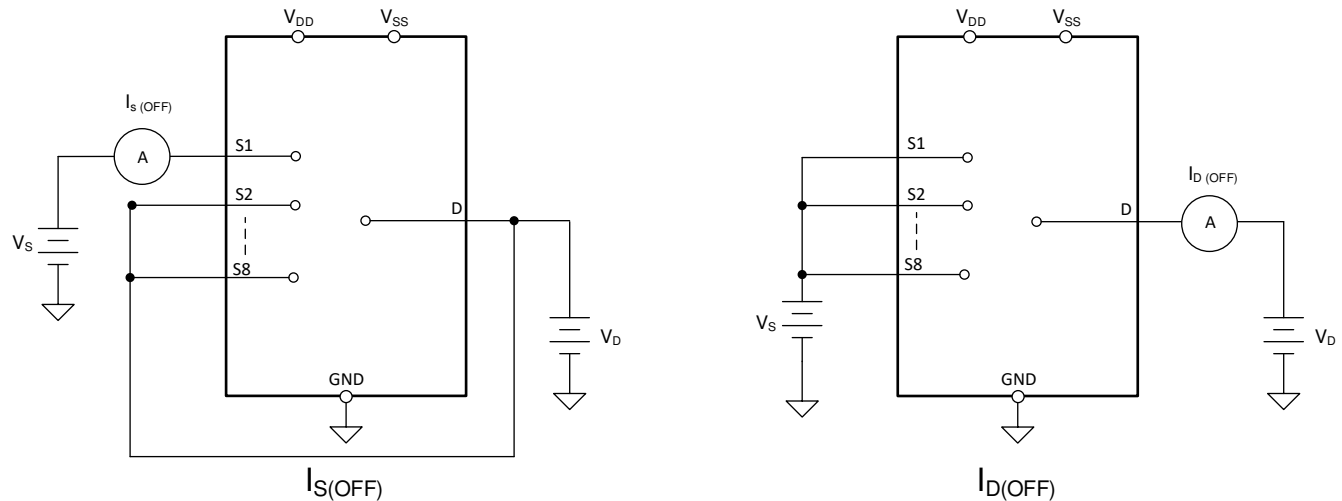 VDD VSS
Is (OFF)
A
S1
S2
S8
VS
D
VD
GND
IS(OFF)
VDD VSS
S1
S2
S8
VS
D
ID (OFF)
A
VD
GND
ID(OFF)